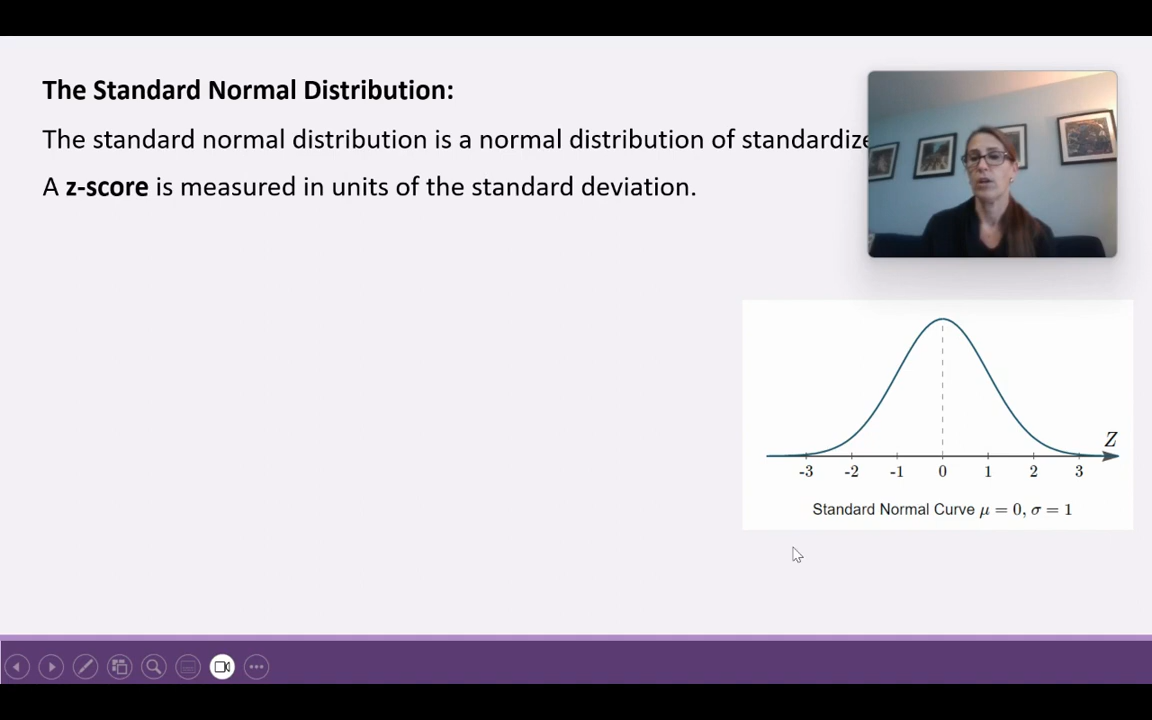 The Standard Normal Distribution:
The standard normal distribution is a normal distribution of standardize
A z-score is measured in units of the standard deviation.
Z
-3 -2 -1 0 1 2 3
Standard Normal Curve μ = 0, σ = 1